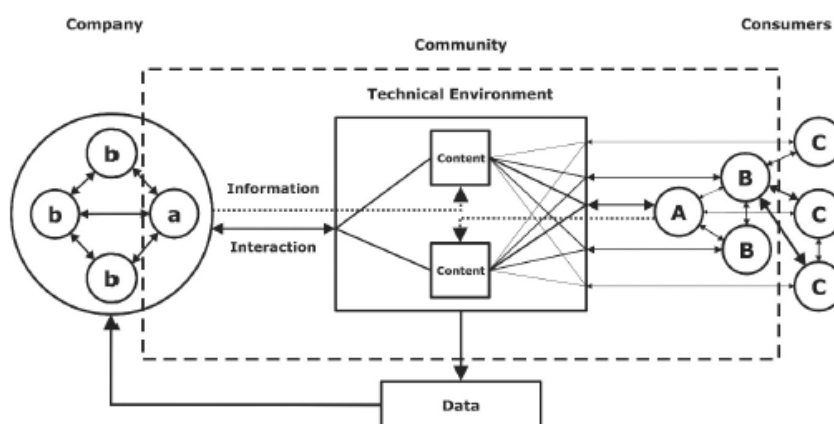 Company
Consumers
Community
Technical Environment
b
b
a
b
Information
Interaction
Content
Content
A
B
B
C
C
C
Data